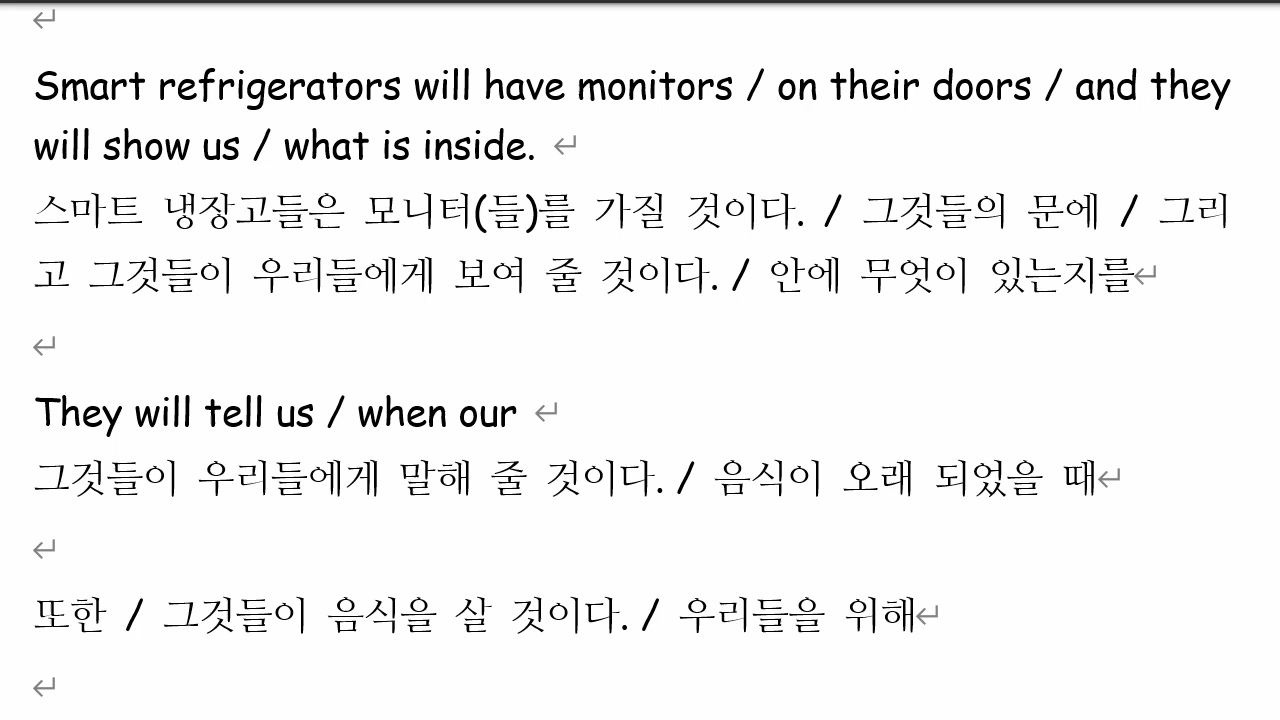 Smart refrigerators will have monitors / on their doors / and they
will show us / what is inside.
스마트 냉장고들은 모니터(들)를 가질 것이다. / 그것들의 문에 / 그리
고 그것들이 우리들에게 보여 줄 것이다. / 안에 무엇이 있는지를
They will tell us / when our
그것들이 우리들에게 말해 줄 것이다. / 음식이 오래 되었을 때
또한 / 그것들이 음식을 살 것이다. / 우리들을 위해